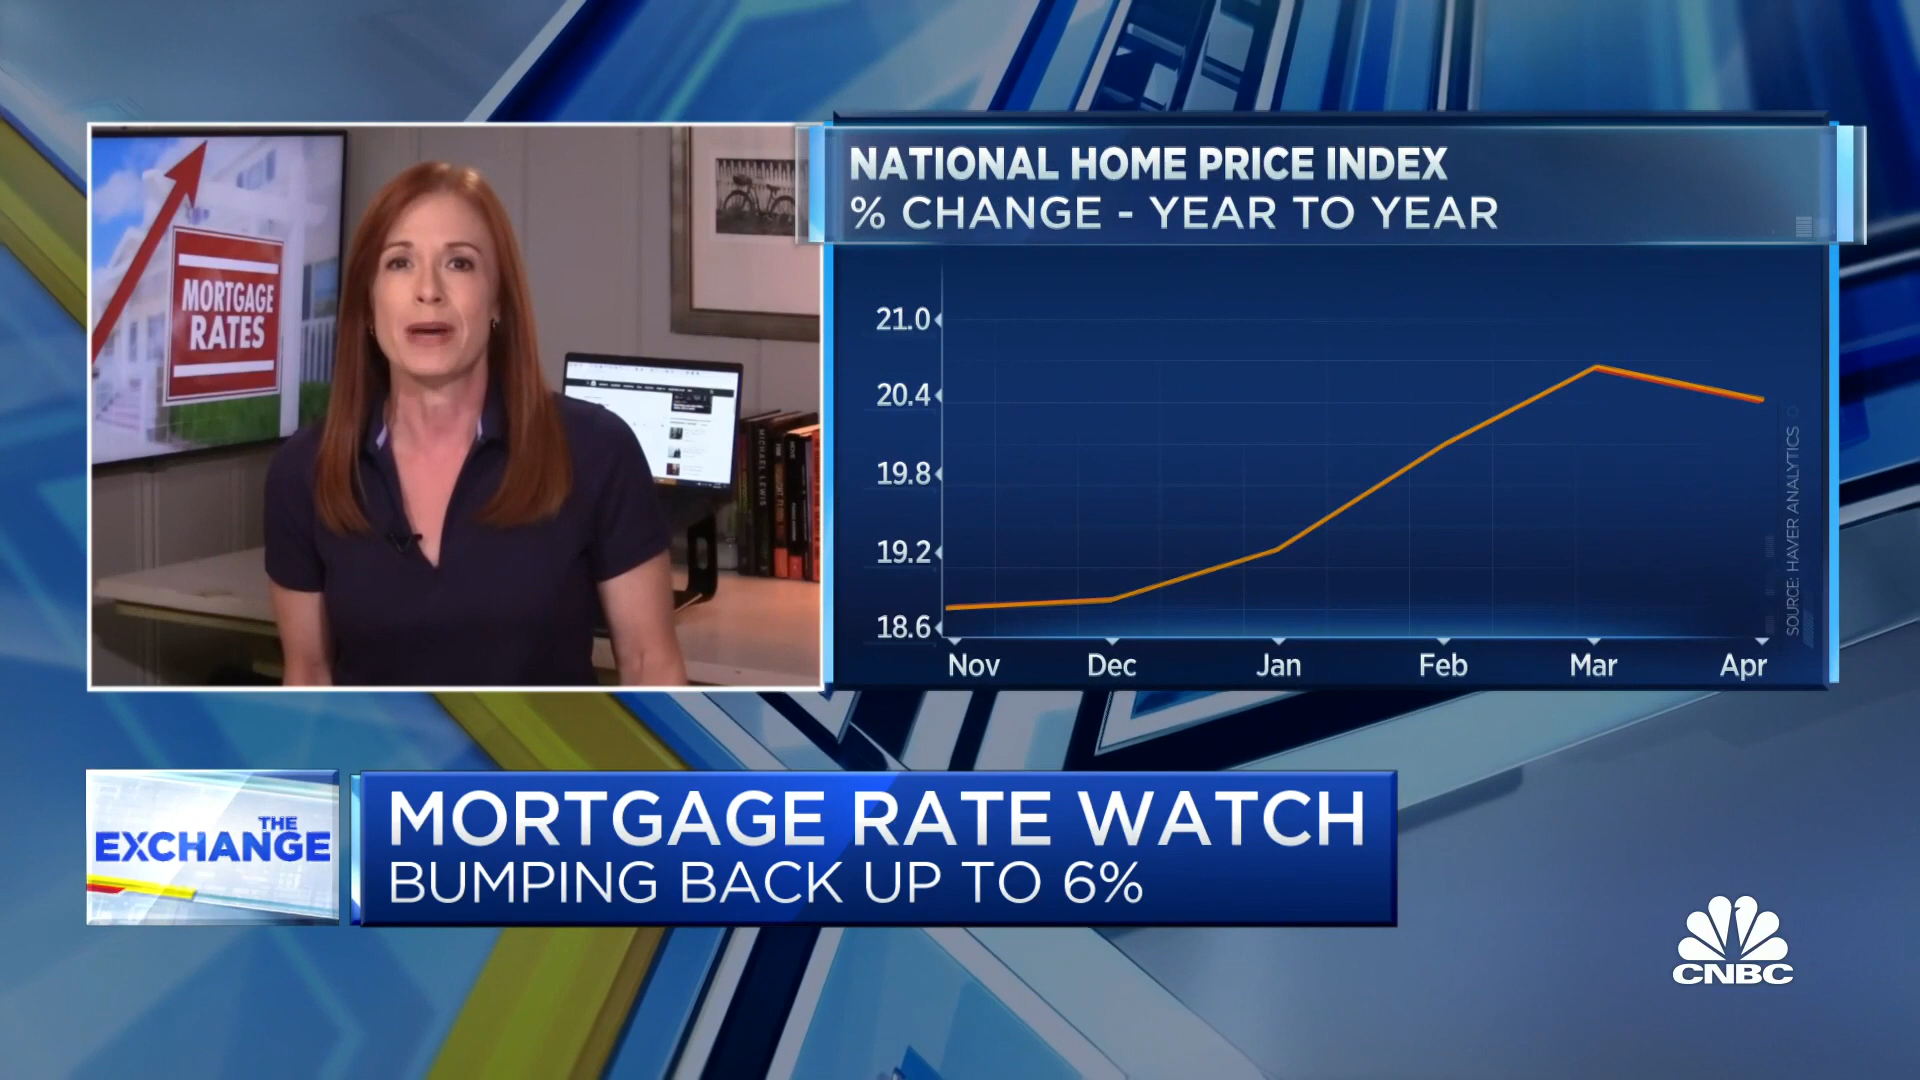 MORTGAGE
RATES
MICHAEL LEWIS
NATIONAL HOME PRICE INDEX
% CHANGE - YEAR TO YEAR
21.0
20.4
19.8
19.2
18.6
Nov Dec Jan Feb Mar Apr
SOURCE: HAVER ANALYTICS
THE
EXCHANGE
MORTGAGE RATE WATCH
BUMPING BACK UP TO 6%
CNBC